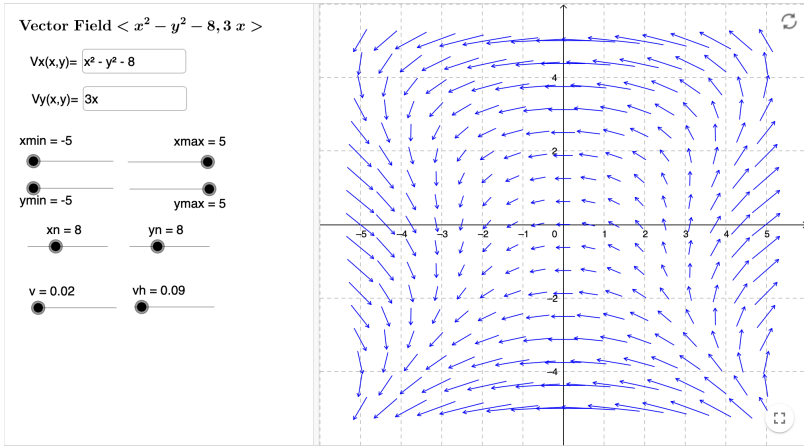 Vector Field < x² − y² − 8, 3 x >
Vx(x,y)= x² - y² - 8
Vy(x,y)= 3x
xmin = -5 xmax = 5
ymin = -5 ymax = 5
xn = 8 yn = 8
v = 0.02 vh = 0.09
4
2
−5 −4 −3 −2 −1 0 1 2 3 4 5
−2
−4